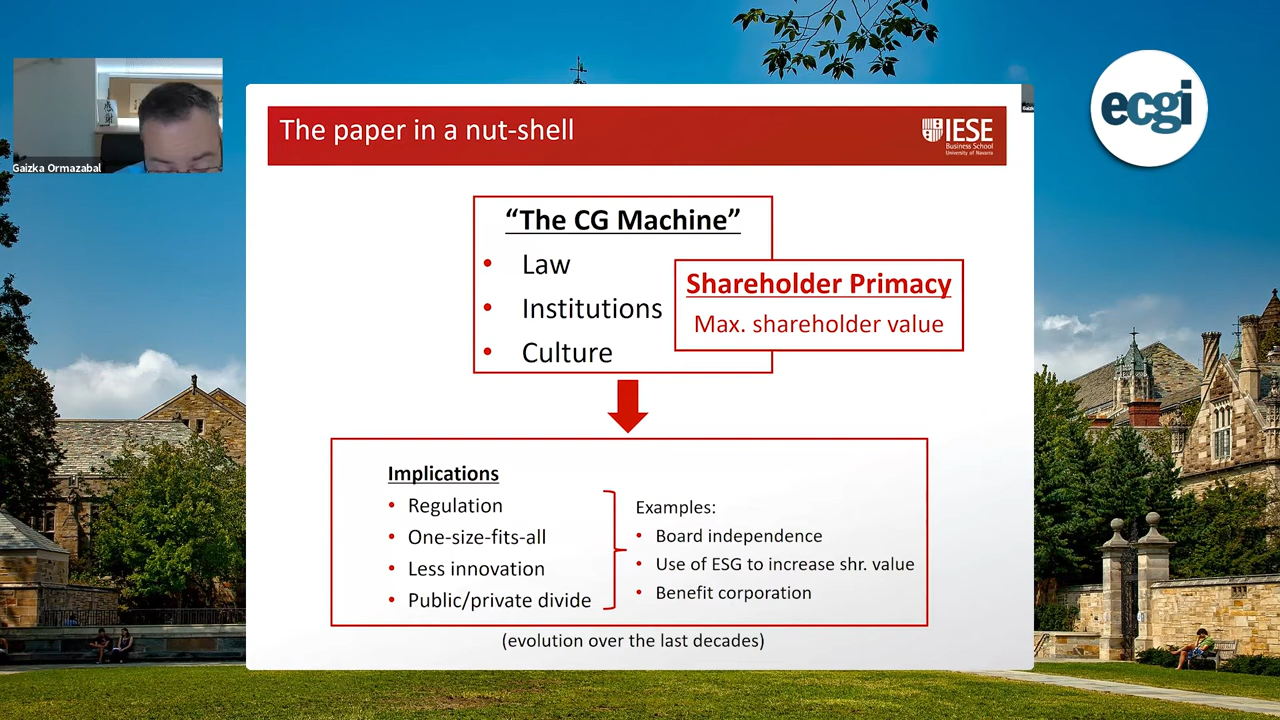 Gaizka Ormazabal
ecgi
The paper in a nut-shell
IESE
Business School
University of Navarra
“The CG Machine”
• Law
• Institutions
• Culture
Shareholder Primacy
Max. shareholder value
Implications
• Regulation
• One-size-fits-all
• Less innovation
• Public/private divide
Examples:
• Board independence
• Use of ESG to increase shr. value
• Benefit corporation
(evolution over the last decades)